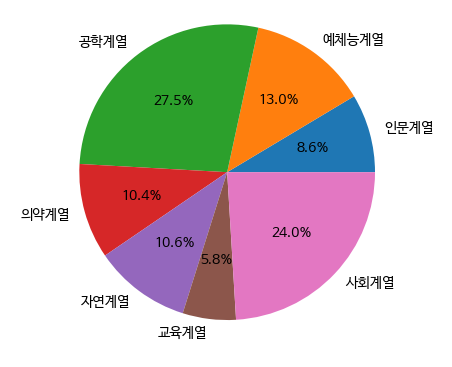 공학계열
예체능계열
27.5%
13.0%
인문계열
8.6%
10.4%
의약계열
10.6%
24.0%
5.8%
사회계열
자연계열
교육계열